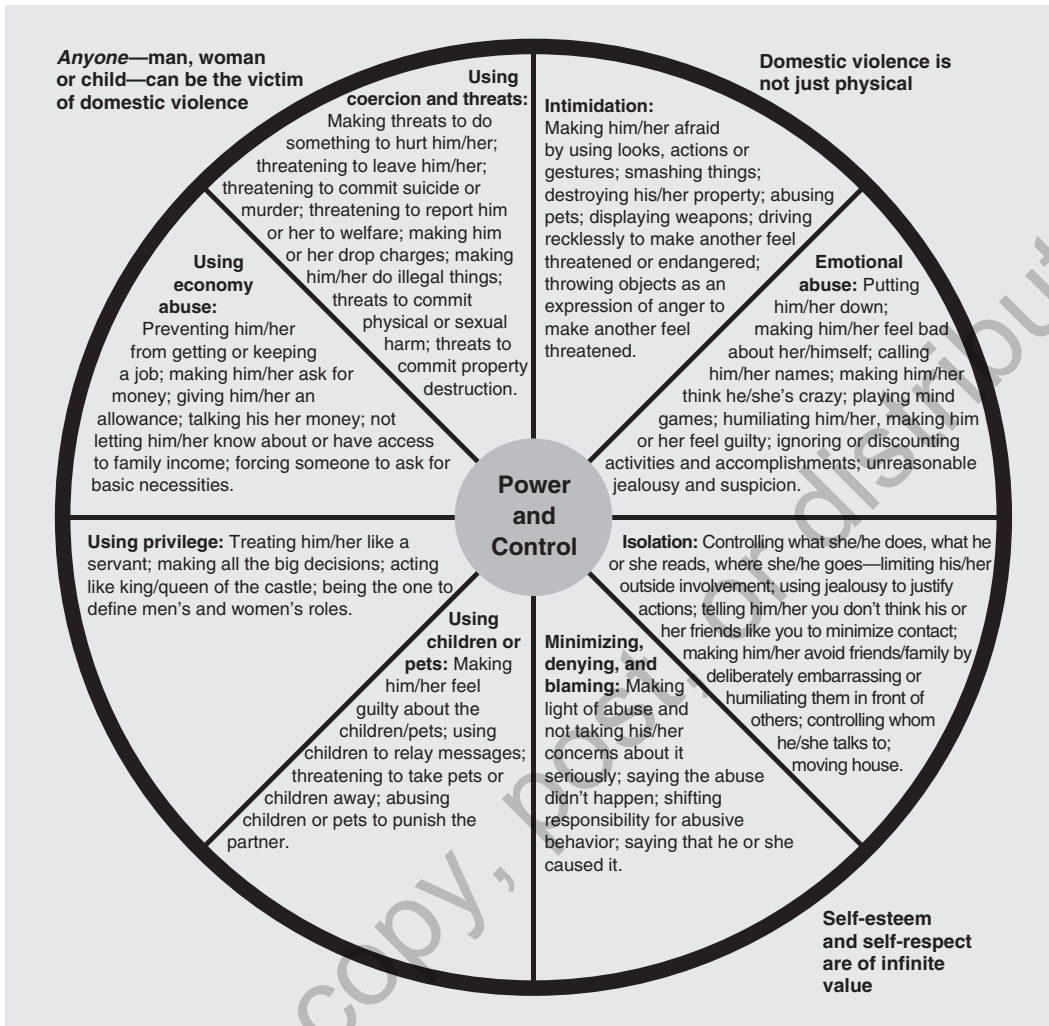 Anyone—man, woman
or child—can be the victim
of domestic violence
Domestic violence is
not just physical
Using
coercion and threats:
Making threats to do
something to hurt him/her;
threatening to leave him/her;
threatening to commit suicide or
murder; threatening to report him
or her to welfare; making him
or her drop charges; making
him/her do illegal things;
threats to commit
physical or sexual
harm; threats to
commit property
destruction.
Intimidation:
Making him/her afraid
by using looks, actions or
gestures; smashing things;
destroying his/her property; abusing
pets; displaying weapons; driving
recklessly to make another feel
threatened or endangered;
throwing objects as an
expression of anger to
make another feel
threatened.
Using
economy
abuse:
Preventing him/her
from getting or keeping
a job; making him/her ask for
money; giving him/her an
allowance; talking his her money; not
letting him/her know about or have access
to family income; forcing someone to ask for
basic necessities.
Emotional
abuse: Putting
him/her down;
making him/her feel bad
about her/himself; calling
him/her names; making him/her
think he/she's crazy; playing mind
games; humiliating him/her, making him
or her feel guilty; ignoring or discounting
activities and accomplishments; unreasonable
jealousy and suspicion.
Power
and
Control
Using privilege: Treating him/her like a
servant; making all the big decisions; acting
like king/queen of the castle; being the one to
define men's and women's roles.
Isolation: Controlling what she/he does, what he
or she reads, where she/he goes—limiting his/her
outside involvement; using jealousy to justify
actions; telling him/her you don't think his or
her friends like you to minimize contact;
making him/her avoid friends/family by
deliberately embarrassing or
humiliating them in front of
others; controlling whom
he/she talks to;
moving house.
Using
children or
pets: Making
him/her feel
guilty about the
children/pets; using
children to relay messages;
threatening to take pets or
children away; abusing
children or pets to punish the
partner.
Minimizing,
denying, and
blaming: Making
light of abuse and
not taking his/her
concerns about it
seriously; saying the abuse
didn't happen; shifting
responsibility for abusive
behavior; saying that he or she
caused it.
Self-esteem
and self-respect
are of infinite
value
copy, post, or distribut